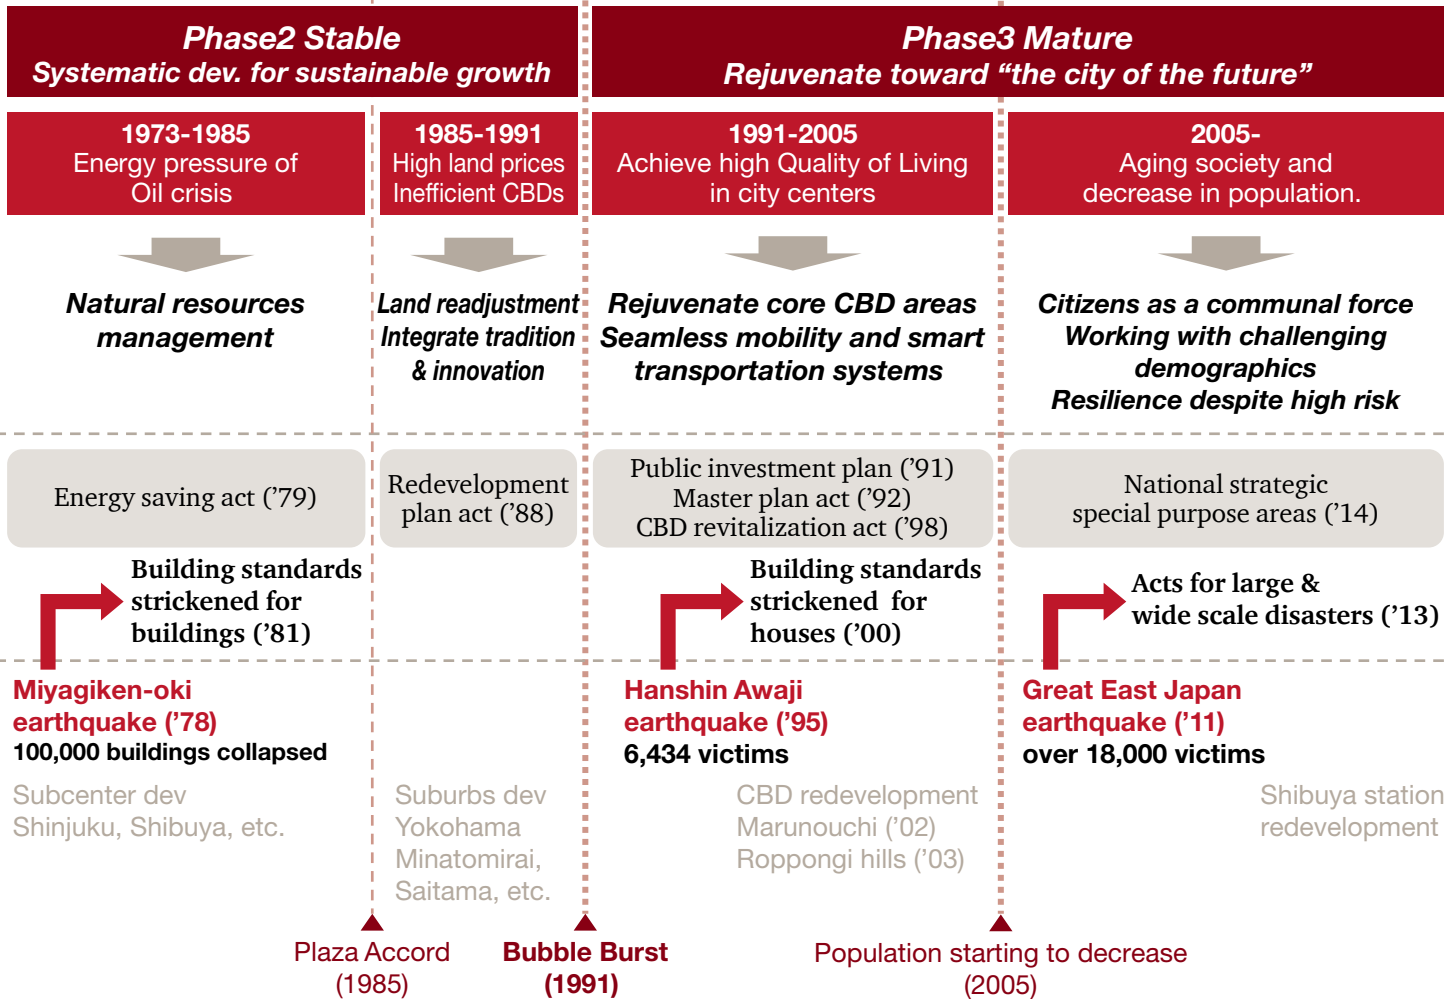 Phase2 Stable
Systematic dev. for sustainable growth
Phase3 Mature
Rejuvenate toward “the city of the future”
1973-1985
Energy pressure of
Oil crisis
1985-1991
High land prices
Inefficient CBDs
1991-2005
Achieve high Quality of Living
in city centers
2005-
Aging society and
decrease in population.
Natural resources
management
Land readjustment
Integrate tradition
& innovation
Rejuvenate core CBD areas
Seamless mobility and smart
transportation systems
Citizens as a communal force
Working with challenging
demographics
Resilience despite high risk
Energy saving act (’79)
Redevelopment
plan act (’88)
Public investment plan (’91)
Master plan act (’92)
CBD revitalization act (’98)
National strategic
special purpose areas (’14)
Building standards
strickened for
buildings (’81)
Building standards
strickened for
houses (’00)
Acts for large &
wide scale disasters (’13)
Miyagiken-oki
earthquake (’78)
100,000 buildings collapsed
Hanshin Awaji
earthquake (’95)
6,434 victims
Great East Japan
earthquake (’11)
over 18,000 victims
Subcenter dev
Shinjuku, Shibuya, etc.
Suburbs dev
Yokohama
Minatomirai,
Saitama, etc.
CBD redevelopment
Marunouchi (’02)
Roppongi hills (’03)
Shibuya station
redevelopment
Plaza Accord
(1985)
Bubble Burst
(1991)
Population starting to decrease
(2005)